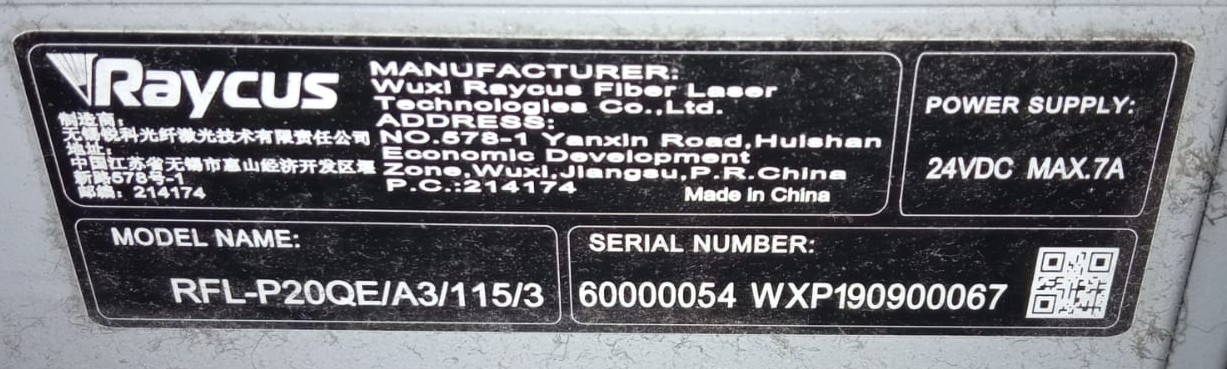 Raycus
制造商：
无锡锐科光纤激光技术有限责任公司
地址：
中国江苏省无锡市惠山经济开发区堰
新路578号-1
邮编：214174
MANUFACTURER:
Wuxi Raycus Fiber Laser
Technologies Co.,Ltd.
ADDRESS:
NO.578-1 Yanxin Road,Huishan
Economic Development
Zone,Wuxi,Jiangsu,P.R.China
P.C.:214174
Made in China
POWER SUPPLY:
24VDC MAX.7A
MODEL NAME:
RFL-P20QE/A3/115/3
SERIAL NUMBER:
60000054 WXP190900067